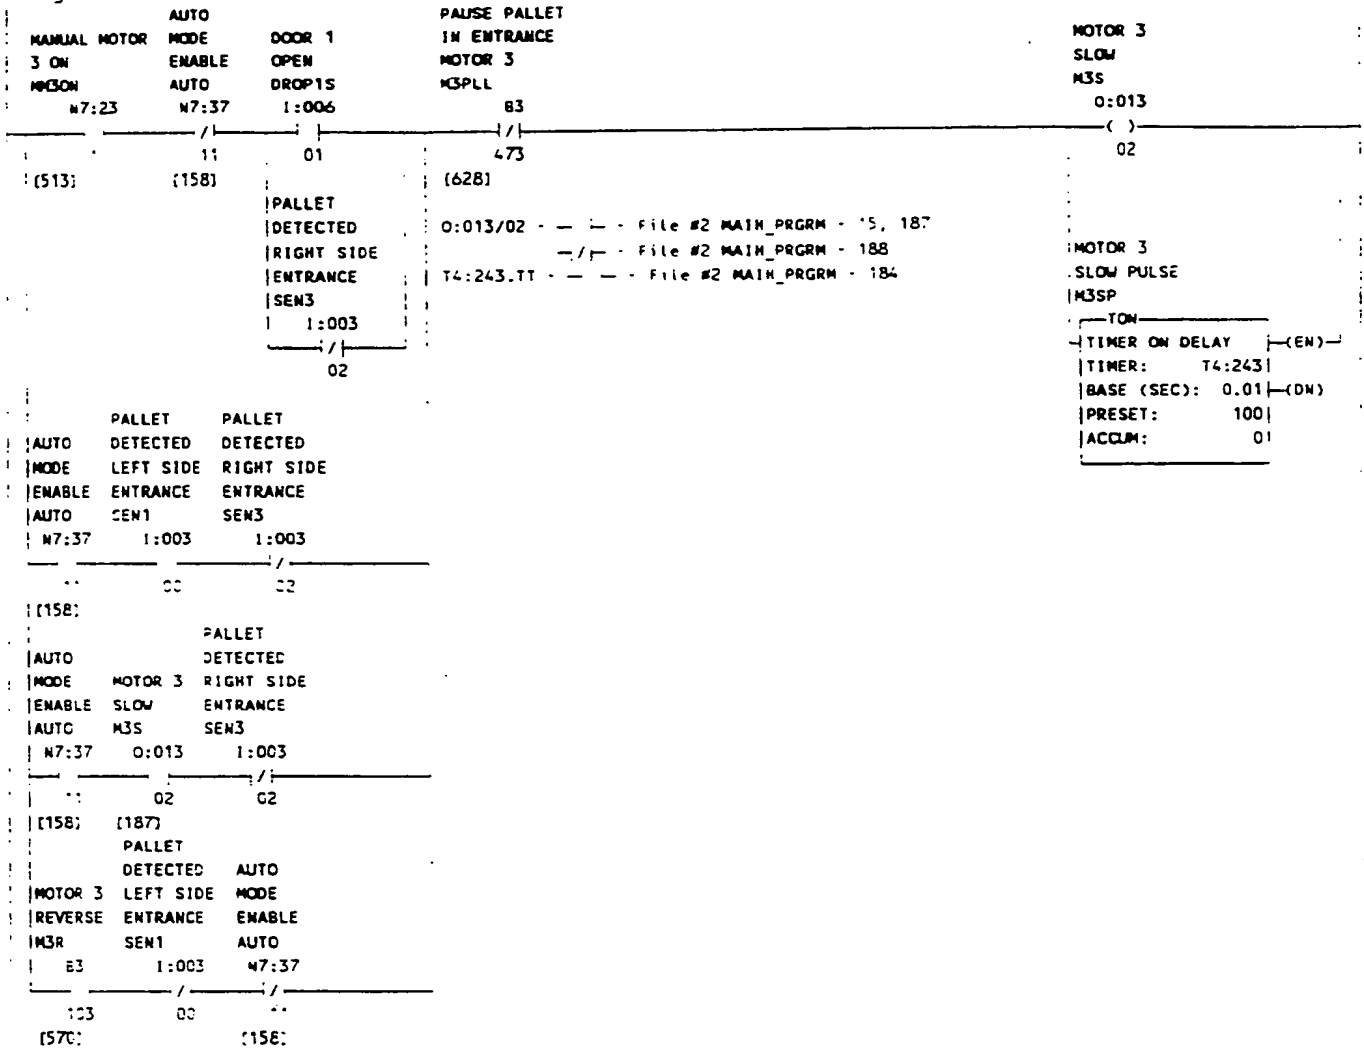 AUTO PAUSE PALLET
MANUAL MOTOR MODE DOOR 1 IN ENTRANCE MOTOR 3
3 ON ENABLE OPEN MOTOR 3 SLOW
MM3ON AUTO DROP1S M3PLL M3S
N7:23 N7:37 I:006 B3 O:013
11 01 473 02
[513] [158] [628]
PALLET
DETECTED O:013/02 - File #2 MAIN_PRGRM - 187
RIGHT SIDE File #2 MAIN_PRGRM - 188 MOTOR 3
ENTRANCE T4:243.TT - File #2 MAIN_PRGRM - 184 SLOW PULSE
SEN3 M3SP
I:003 TON
TIMER ON DELAY (EN)
02 TIMER: T4:243
BASE (SEC): 0.01 (DN)
PALLET PALLET PRESET: 100
AUTO DETECTED DETECTED ACCUM: 0
MODE LEFT SIDE RIGHT SIDE
ENABLE ENTRANCE ENTRANCE
AUTO SEN1 SEN3
N7:37 I:003 I:003
[158]
PALLET
AUTO DETECTED
MODE MOTOR 3 RIGHT SIDE
ENABLE SLOW ENTRANCE
AUTO M3S SEN3
N7:37 O:013 I:003
02 02
[158] [187]
PALLET
DETECTED AUTO
MOTOR 3 LEFT SIDE MODE
REVERSE ENTRANCE ENABLE
M3R SEN1 AUTO
B3 I:003 N7:37
00
[570] [158]